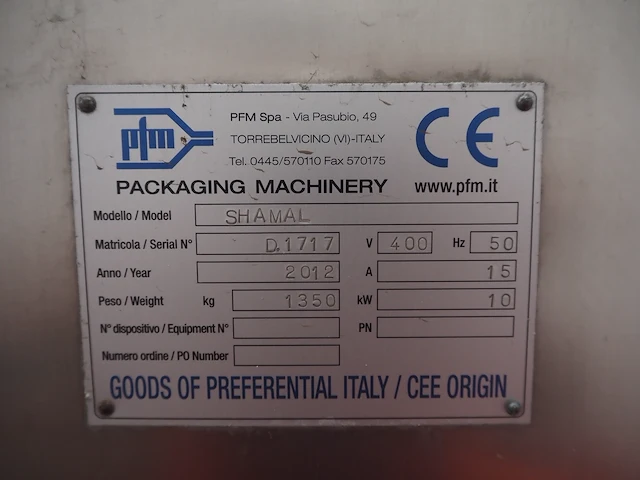 pfm
PFM Spa - Via Pasubio, 49
TORREBELVICINO (VI)-ITALY
Tel. 0445/570110 Fax 570175
CE
PACKAGING MACHINERY www.pfm.it
Modello / Model SHAMAL
Matricola / Serial N° D.1717 V 400 Hz 50
Anno / Year 2012 A 15
Peso / Weight kg 1350 kW 10
N° dispositivo / Equipment N° PN
Numero ordine / PO Number
GOODS OF PREFERENTIAL ITALY / CEE ORIGIN